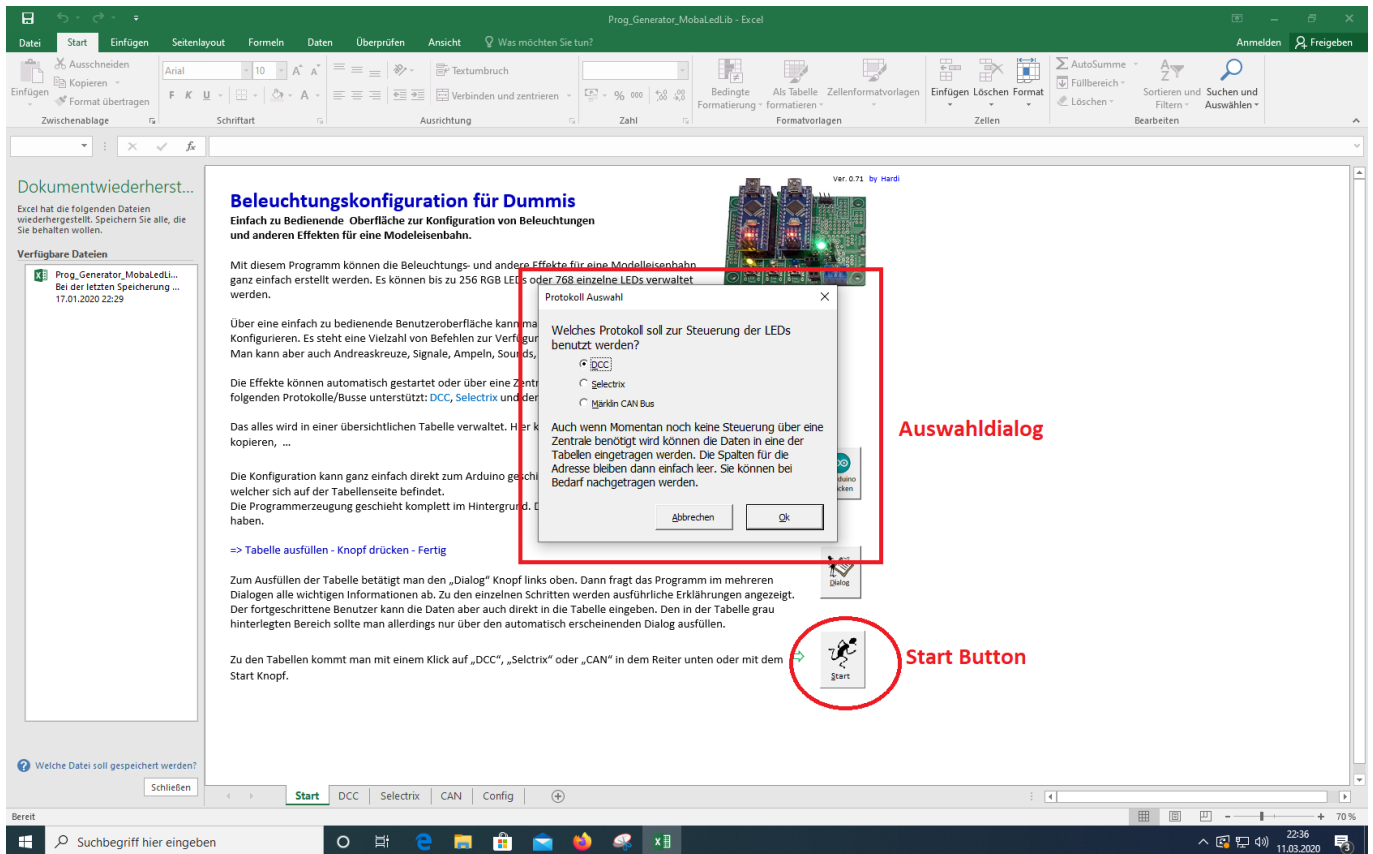 Prog_Generator_MobaLedLib - Excel
Datei Start Einfügen Seitenlayout Formeln Daten Überprüfen Ansicht Was möchten Sie tun? Anmelden Freigeben
Einfügen
Ausschneiden
Kopieren
Format übertragen
Zwischenablage
Arial 10
F K U
Schriftart
Textumbruch
Verbinden und zentrieren
Ausrichtung
% 000
Zahl
Bedingte Formatierung
Als Tabelle formatieren
Zellenformatvorlagen
Formatvorlagen
Einfügen Löschen Format
Zellen
AutoSumme
Füllbereich
Löschen
Sortieren und Filtern
Suchen und Auswählen
Bearbeiten
fx
Dokumentwiederherst...
Excel hat die folgenden Dateien
wiederhergestellt. Speichern Sie alle, die
Sie behalten wollen.
Verfügbare Dateien
Prog_Generator_MobaLedLi...
Bei der letzten Speicherung ...
17.01.2020 22:29
Welche Datei soll gespeichert werden?
Schließen
Ver. 0.71 by Hardi
Beleuchtungskonfiguration für Dummis
Einfach zu Bedienende Oberfläche zur Konfiguration von Beleuchtungen
und anderen Effekten für eine Modeleisenbahn.
Mit diesem Programm können die Beleuchtungs- und andere Effekte für eine Modelleisenbahn
ganz einfach erstellt werden. Es können bis zu 256 RGB LEDs oder 768 einzelne LEDs verwaltet
werden.
Über eine einfach zu bedienende Benutzeroberfläche kann
Konfigurieren. Es steht eine Vielzahl von Befehlen zur
Man kann aber auch Andreaskreuze, Signale, Ampeln, Sounds,
Die Effekte können automatisch gestartet oder über eine
folgenden Protokolle/Busse unterstützt: DCC, Selectrix und
Das alles wird in einer übersichtlichen Tabelle verwaltet. Hier
kopieren, ...
Die Konfiguration kann ganz einfach direkt zum Arduino
welcher sich auf der Tabellenseite befindet.
Die Programmerzeugung geschieht komplett im Hintergrund.
haben.
=> Tabelle ausfüllen - Knopf drücken - Fertig
Zum Ausfüllen der Tabelle betätigt man den „Dialog" Knopf links oben. Dann fragt das Programm im mehreren
Dialogen alle wichtigen Informationen ab. Zu den einzelnen Schritten werden ausführliche Erklährungen angezeigt.
Der fortgeschrittene Benutzer kann die Daten aber auch direkt in die Tabelle eingeben. Den in der Tabelle grau
hinterlegten Bereich sollte man allerdings nur über den automatisch erscheinenden Dialog ausfüllen.
Zu den Tabellen kommt man mit einem Klick auf „DCC", „Selctrix" oder „CAN" in dem Reiter unten oder mit dem
Start Knopf.
Protokoll Auswahl
Welches Protokoll soll zur Steuerung der LEDs
benutzt werden?
DCC
Selectrix
Märklin CAN Bus
Auch wenn Momentan noch keine Steuerung über eine
Zentrale benötigt wird können die Daten in eine der
Tabellen eingetragen werden. Die Spalten für die
Adresse bleiben dann einfach leer. Sie können bei
Bedarf nachgetragen werden.
Abbrechen Ok
Auswahldialog
Dialog
Start
Start Button
Start DCC Selectrix CAN Config
Bereit
70 %
Suchbegriff hier eingeben
22:36
11.03.2020
3